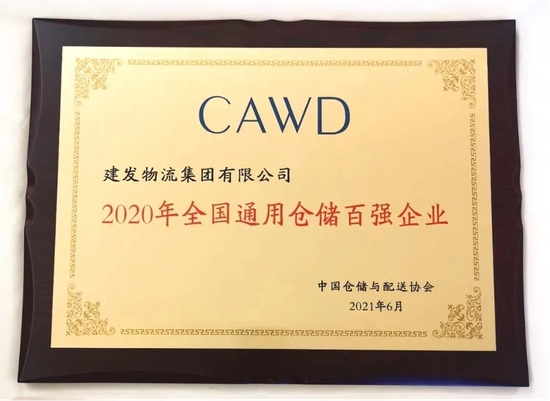 CAWD
建发物流集团有限公司
2020年全国通用仓储百强企业
中国仓储与配送协会
2021年6月